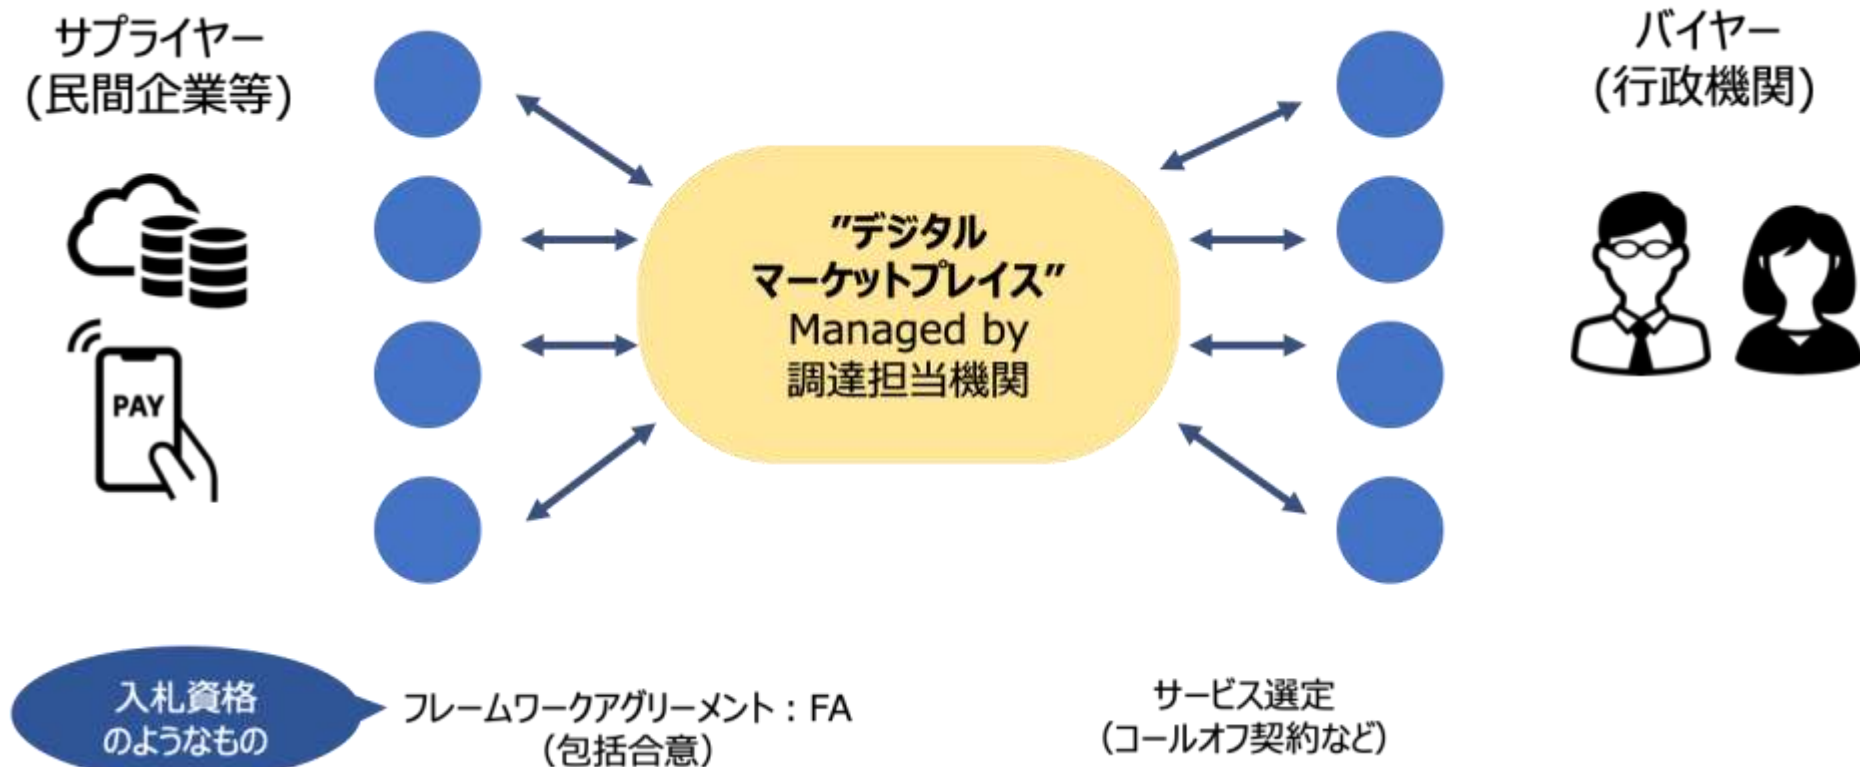 サプライヤー
(民間企業等)
バイヤー
(行政機関)
PAY
”デジタル
マーケットプレイス”
Managed by
調達担当機関
入札資格
のようなもの
フレームワークアグリーメント：FA
(包括合意)
サービス選定
(コールオフ契約など)